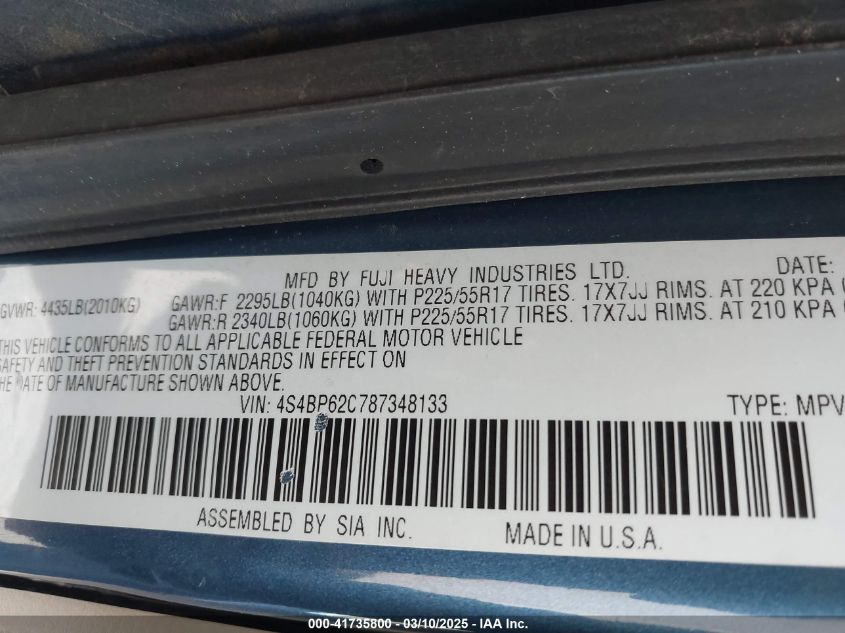 MFD BY FUJI HEAVY INDUSTRIES LTD. DATE:
GVWR: 4435LB(2010KG) GAWR:F 2295LB(1040KG) WITH P225/55R17 TIRES. 17X7JJ RIMS. AT 220 KPA (
GAWR:R 2340LB(1060KG) WITH P225/55R17 TIRES. 17X7JJ RIMS. AT 210 KPA (
THIS VEHICLE CONFORMS TO ALL APPLICABLE FEDERAL MOTOR VEHICLE
SAFETY AND THEFT PREVENTION STANDARDS IN EFFECT ON
THE DATE OF MANUFACTURE SHOWN ABOVE.
VIN: 4S4BP62C787348133 TYPE: MPV
ASSEMBLED BY SIA INC. MADE IN U.S.A.
000-41735800 - 03/10/2025 - IAA Inc.